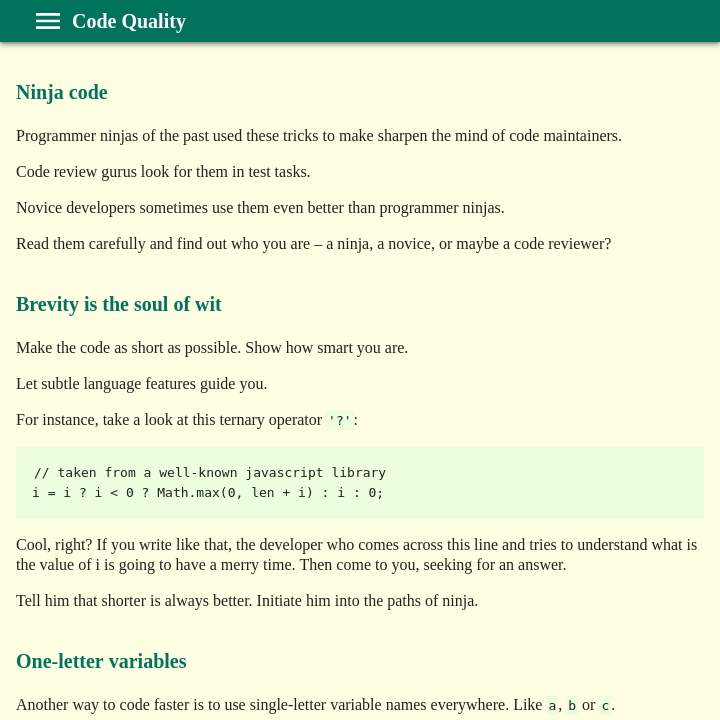 Code Quality
Ninja code
Programmer ninjas of the past used these tricks to make sharpen the mind of code maintainers.
Code review gurus look for them in test tasks.
Novice developers sometimes use them even better than programmer ninjas.
Read them carefully and find out who you are – a ninja, a novice, or maybe a code reviewer?
Brevity is the soul of wit
Make the code as short as possible. Show how smart you are.
Let subtle language features guide you.
For instance, take a look at this ternary operator '?':
// taken from a well-known javascript library
i = i ? i < 0 ? Math.max(0, len + i) : i : 0;
Cool, right? If you write like that, the developer who comes across this line and tries to understand what is
the value of i is going to have a merry time. Then come to you, seeking for an answer.
Tell him that shorter is always better. Initiate him into the paths of ninja.
One-letter variables
Another way to code faster is to use single-letter variable names everywhere. Like a, b or c.